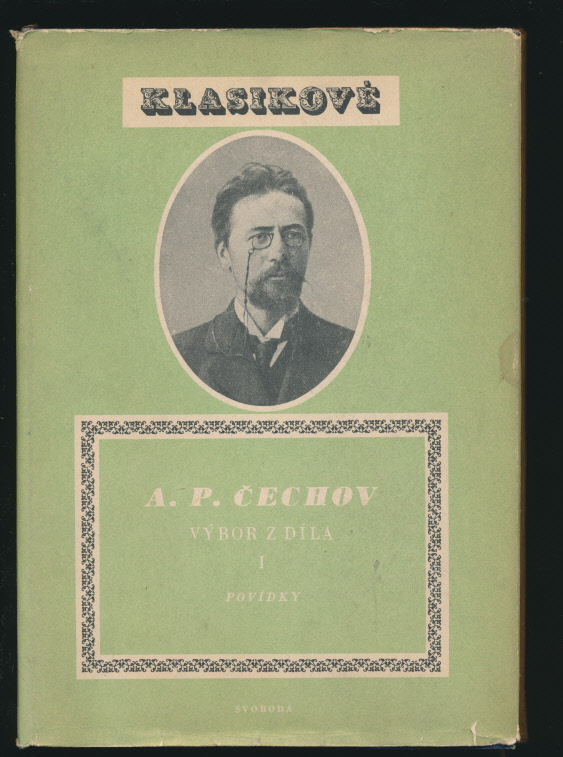 KLASIKOVÉ
A. P. ČECHOV
VÝBOR Z DÍLA
I
POVÍDKY
SVOBODA